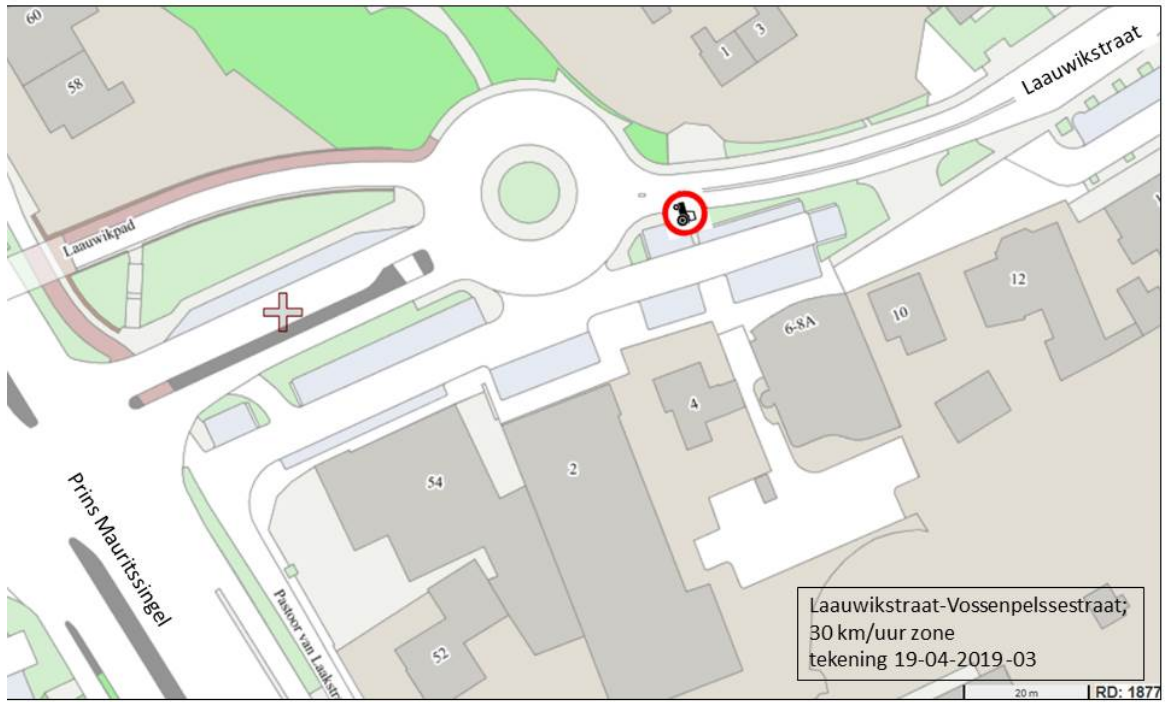 60
58
1
3
Laauwikstraat
Laauwikpad
12
10
6-8A
4
2
54
52
Prins Mauritssingel
Pastoor van Laakstr
Laauwikstraat-Vossenpelssestraat;
30 km/uur zone
tekening 19-04-2019-03
20 m
RD: 1877